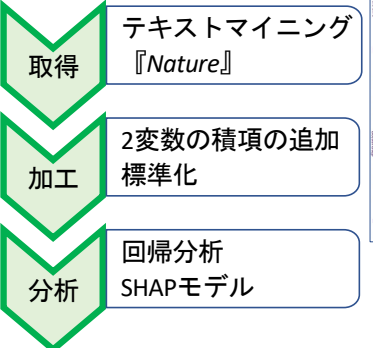 取得
テキストマイニング
『Nature』
加工
2変数の積項の追加
標準化
分析
回帰分析
SHAPモデル